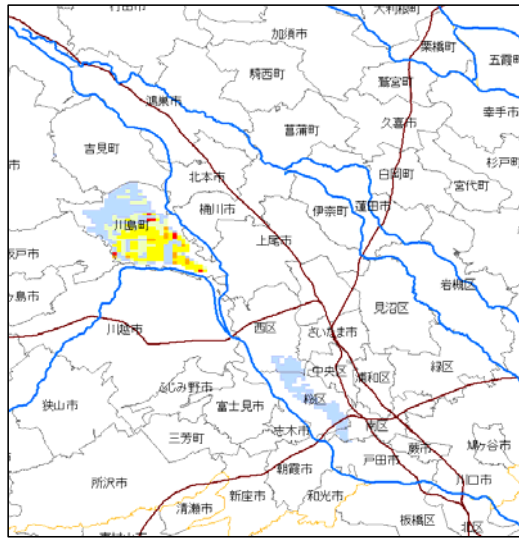 大利根町
加須市
栗橋町
五霞町
騎西町
鷲宮町
鴻巣市
幸手市
菖蒲町
久喜市
吉見町
杉戸町
北本市
白岡町
宮代町
桶川市
伊奈町
蓮田市
川島町
上尾市
岩槻区
見沼区
川越市
西区
さいたま市
中央区
浦和区
緑区
ふじみ野市
狭山市
富士見市
桜区
三芳町
志木市
南区
蕨市
鳩ヶ谷市
戸田市
朝霞市
川口市
所沢市
新座市
和光市
清瀬市
板橋区
北区